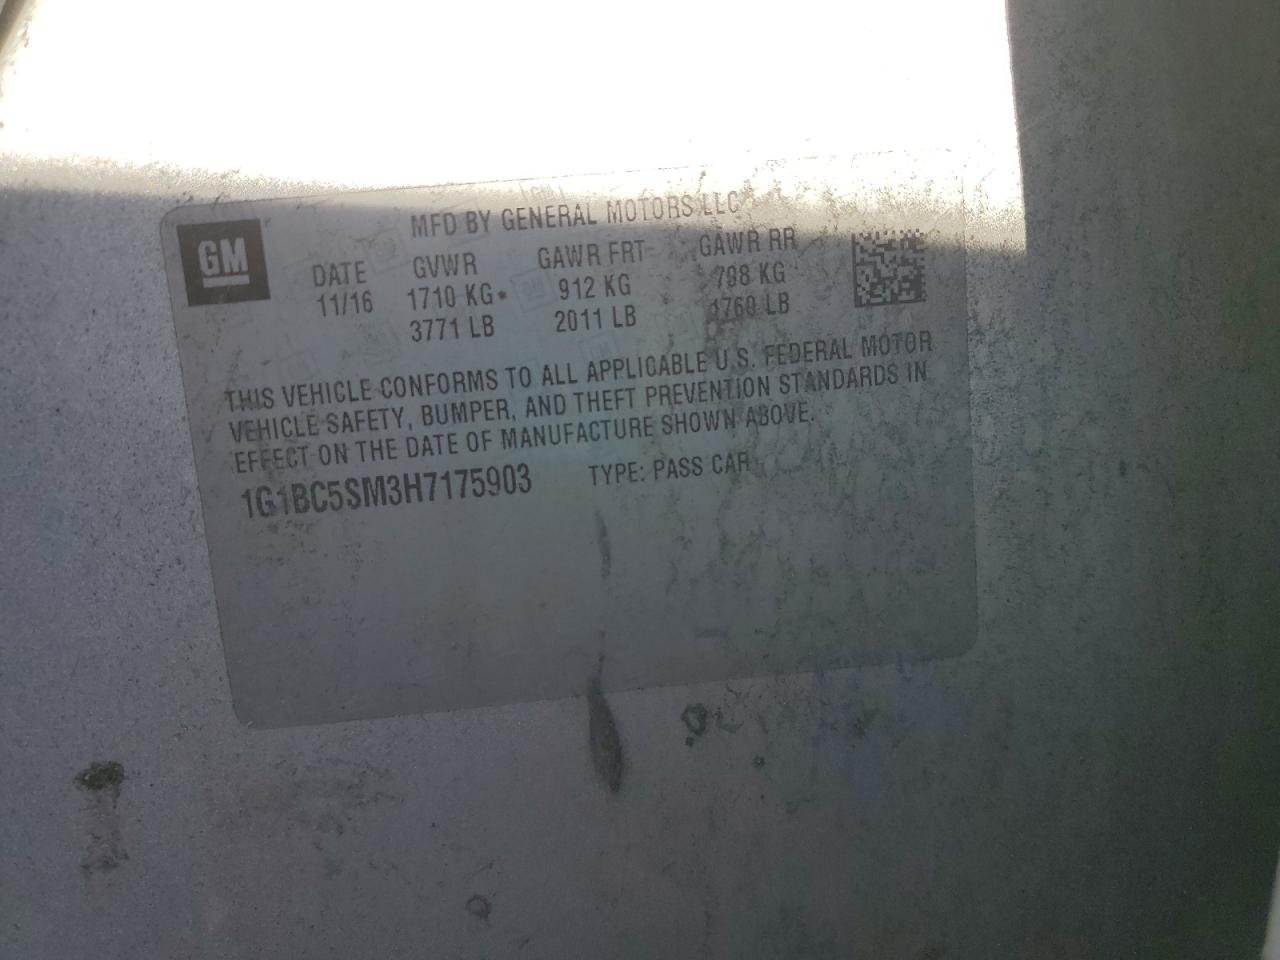 MFD BY GENERAL MOTORS LLC
GM
DATE GVWR GAWR FRT GAWR RR
11/16 1710 KG 912 KG 798 KG
3771 LB 2011 LB 1760 LB
THIS VEHICLE CONFORMS TO ALL APPLICABLE U.S. FEDERAL MOTOR
VEHICLE SAFETY, BUMPER, AND THEFT PREVENTION STANDARDS IN
EFFECT ON THE DATE OF MANUFACTURE SHOWN ABOVE.
1G1BC5SM3H7175903 TYPE: PASS CAR